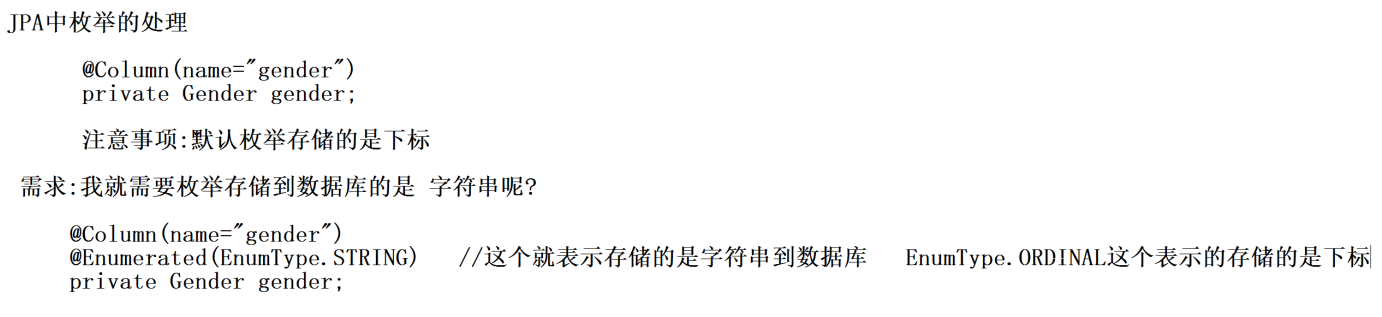 JPA中枚举的处理
@Column(name="gender")
private Gender gender;
注意事项:默认枚举存储的是下标
需求:我就需要枚举存储到数据库的是 字符串呢?
@Column(name="gender")
@Enumerated(EnumType.STRING) //这个就表示存储的是字符串到数据库 EnumType.ORDINAL这个表示的存储的是下标
private Gender gender;